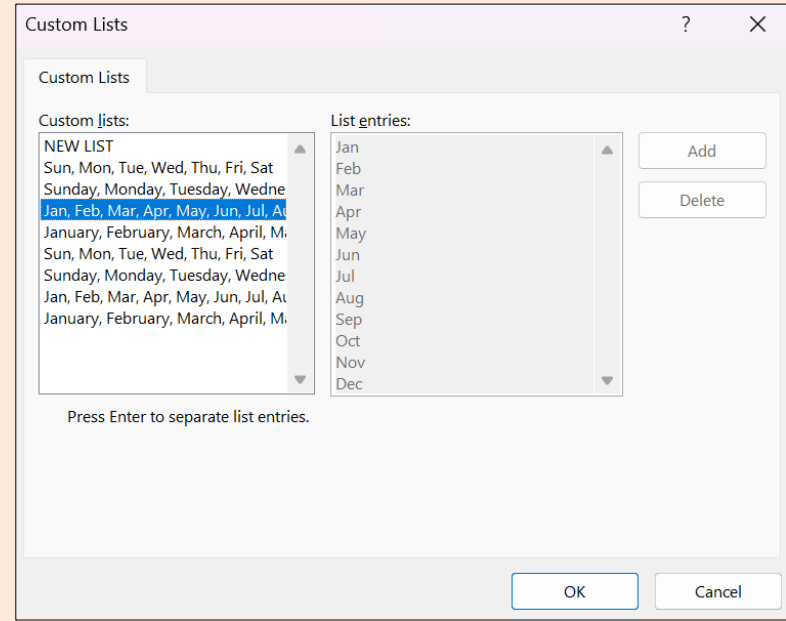 Custom Lists
?
Custom Lists
Custom lists:
NEW LIST
Sun, Mon, Tue, Wed, Thu, Fri, Sat
Sunday, Monday, Tuesday, Wedne
Jan, Feb, Mar, Apr, May, Jun, Jul, Au
January, February, March, April, Ma
Sun, Mon, Tue, Wed, Thu, Fri, Sat
Sunday, Monday, Tuesday, Wedne
Jan, Feb, Mar, Apr, May, Jun, Jul, Au
January, February, March, April, Ma
List entries:
Jan
Feb
Mar
Apr
May
Jun
Jul
Aug
Sep
Oct
Nov
Dec
Add
Delete
Press Enter to separate list entries.
OK
Cancel